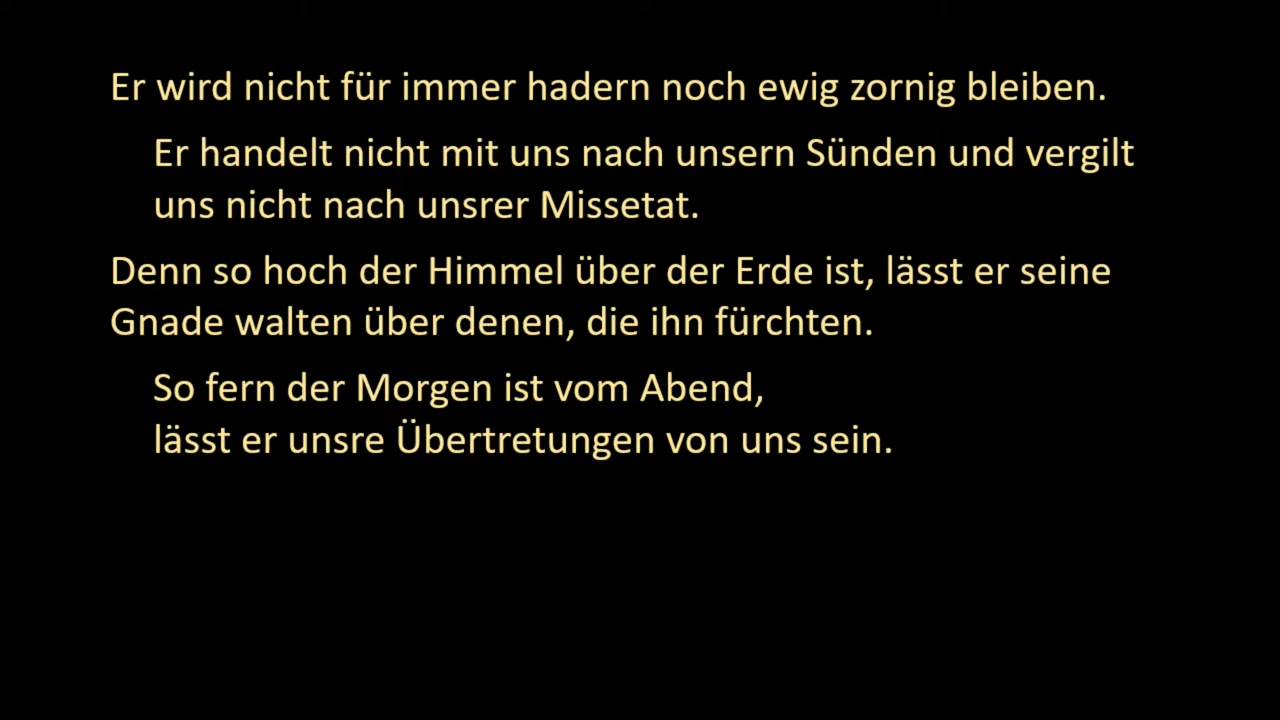 Er wird nicht für immer hadern noch ewig zornig bleiben.
Er handelt nicht mit uns nach unsern Sünden und vergilt
uns nicht nach unsrer Missetat.
Denn so hoch der Himmel über der Erde ist, lässt er seine
Gnade walten über denen, die ihn fürchten.
So fern der Morgen ist vom Abend,
lässt er unsre Übertretungen von uns sein.